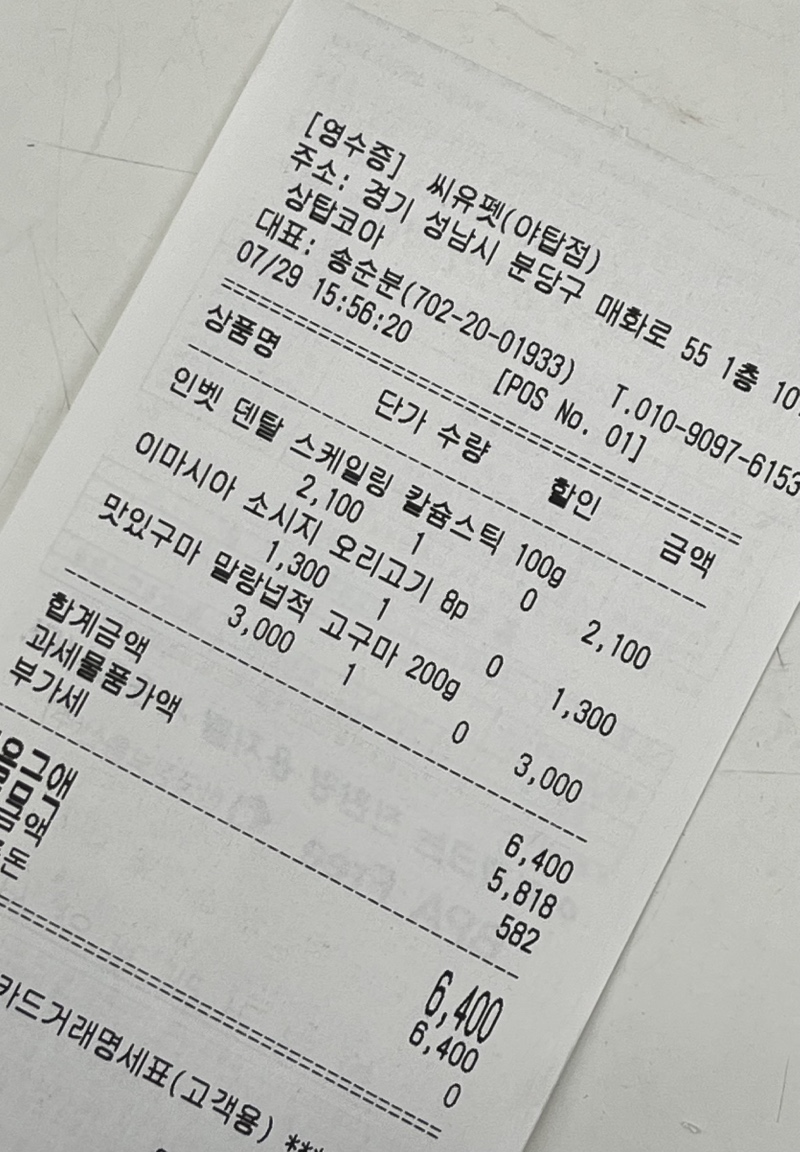 [영수증] 씨유펫(야탑점)
주소: 경기 성남시 분당구 매화로 55 1층 10
상탑코아
대표: 송순분(702-20-01933) T.010-9097-6153
07/29 15:56:20 [POS No. 01]
상품명 단가 수량 할인 금액
인벳 덴탈 스케일링 칼슘스틱 100g
2,100 1 0 2,100
이마시아 소시지 오리고기 8p
1,300 1 0 1,300
맛있구마 말랑넙적 고구마 200g
3,000 1 0 3,000
합계금액 6,400
과세물품가액 5,818
부가세 582
6,400
금액 6,400
돈 0
카드거래명세표(고객용) ***